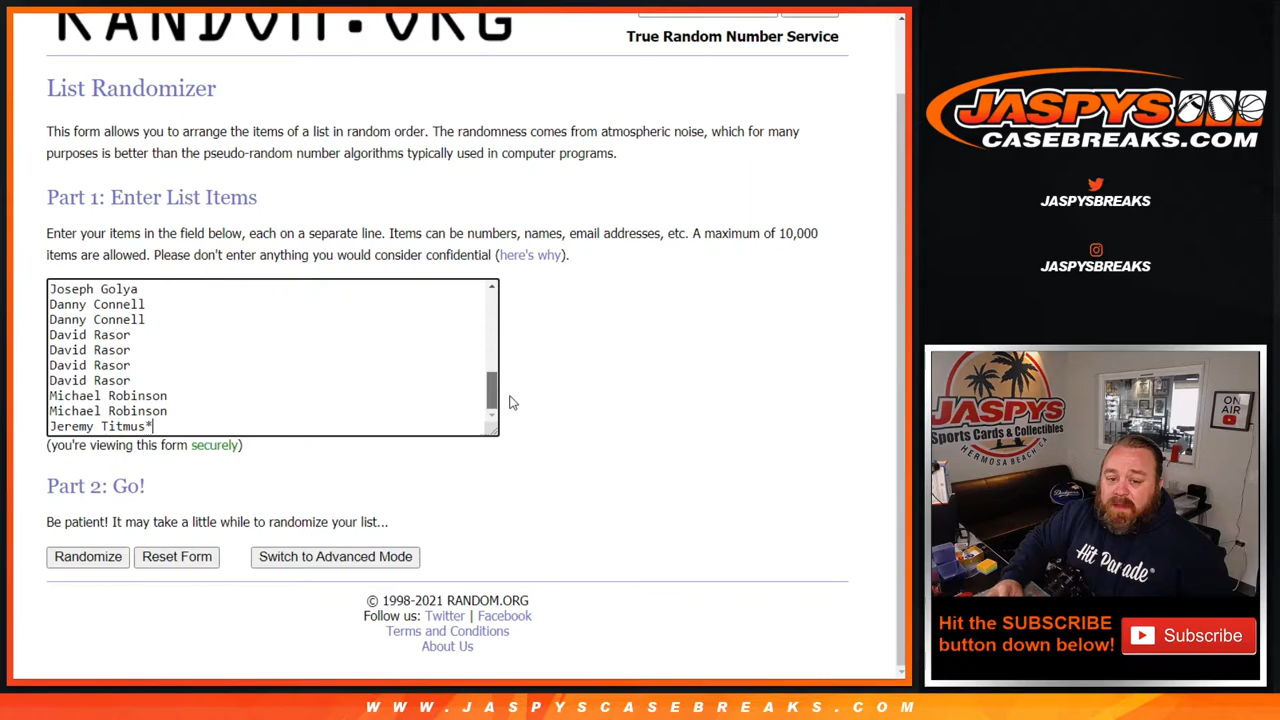 RANDOM.ORG
True Random Number Service
List Randomizer
This form allows you to arrange the items of a list in random order. The randomness comes from atmospheric noise, which for many
purposes is better than the pseudo-random number algorithms typically used in computer programs.
Part 1: Enter List Items
Enter your items in the field below, each on a separate line. Items can be numbers, names, email addresses, etc. A maximum of 10,000
items are allowed. Please don't enter anything you would consider confidential (here's why).
Joseph Golya
Danny Connell
Danny Connell
David Rasor
David Rasor
David Rasor
David Rasor
Michael Robinson
Michael Robinson
Jeremy Titmus*
(you're viewing this form securely)
Part 2: Go!
Be patient! It may take a little while to randomize your list...
Randomize
Reset Form
Switch to Advanced Mode
© 1998-2021 RANDOM.ORG
Follow us: Twitter | Facebook
Terms and Conditions
About Us
JASPYS
CASEBREAKS.COM
JASPYSBREAKS
JASPYSBREAKS
JASPYS
Sports Cards & Collectibles
HERMOSA BEACH, CA
ON
AIR
Dodgers
Hit Parade
Hit the SUBSCRIBE
button down below!
Subscribe
WWW.JASPYSCASEBREAKS.COM